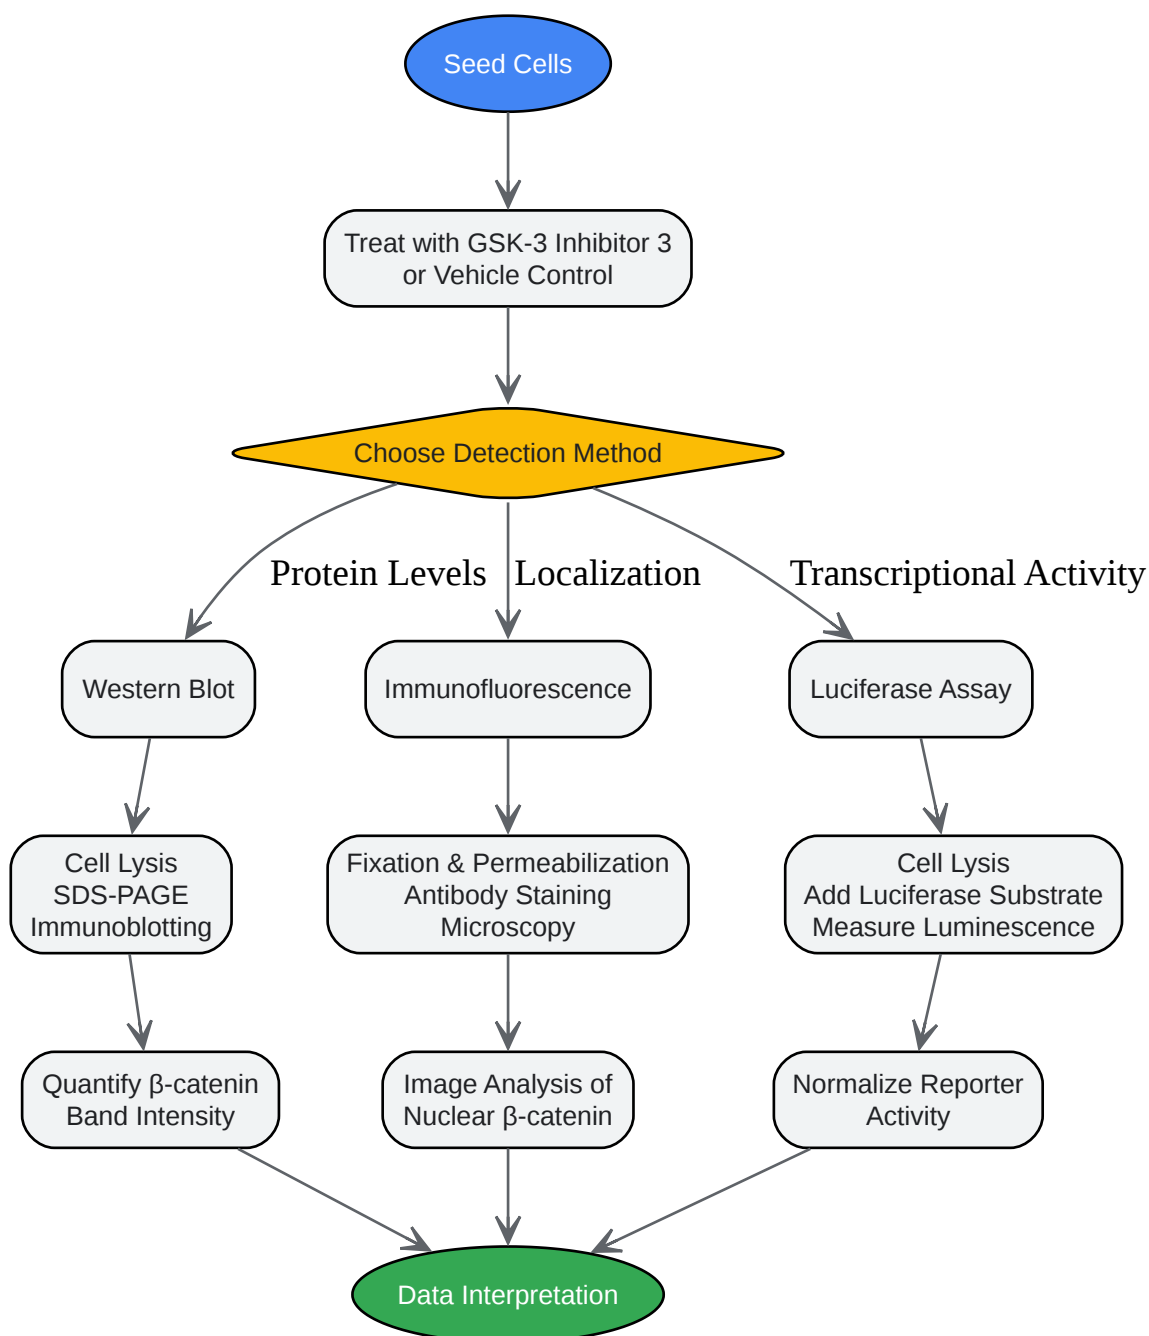 Seed Cells
Treat with GSK-3 Inhibitor 3
or Vehicle Control
Choose Detection Method
Protein Levels
Localization
Transcriptional Activity
Western Blot
Immunofluorescence
Luciferase Assay
Cell Lysis
SDS-PAGE
Immunoblotting
Fixation & Permeabilization
Antibody Staining
Microscopy
Cell Lysis
Add Luciferase Substrate
Measure Luminescence
Quantify β-catenin
Band Intensity
Image Analysis of
Nuclear β-catenin
Normalize Reporter
Activity
Data Interpretation